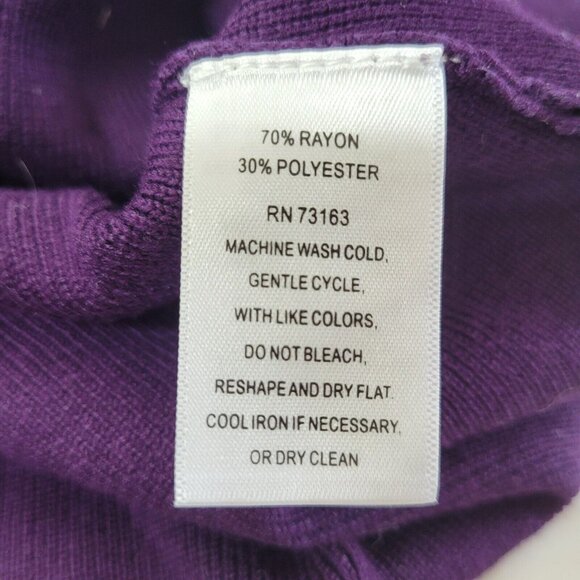 70% RAYON
30% POLYESTER
RN 73163
MACHINE WASH COLD,
GENTLE CYCLE,
WITH LIKE COLORS,
DO NOT BLEACH,
RESHAPE AND DRY FLAT.
COOL IRON IF NECESSARY,
OR DRY CLEAN